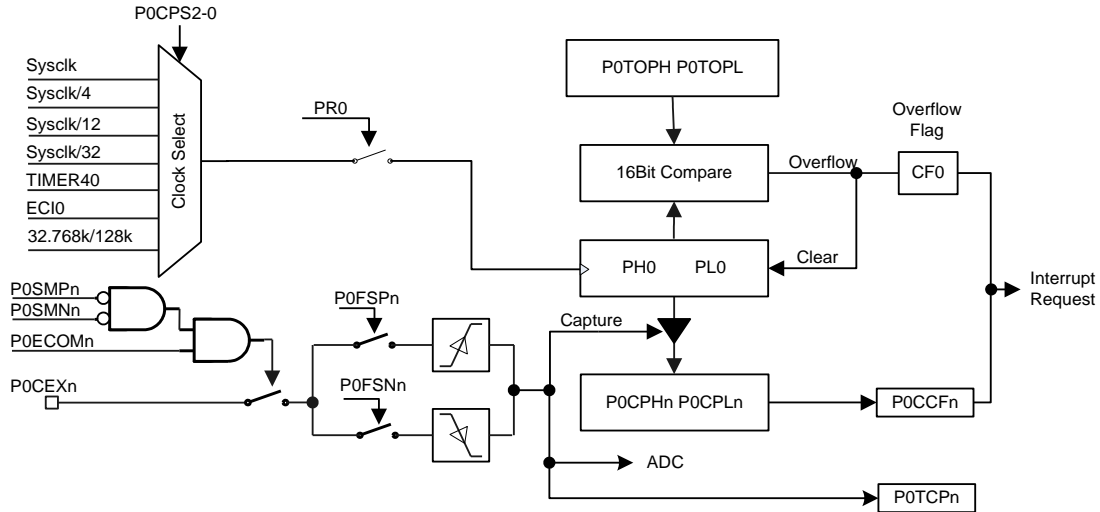 P0CPS2-0
Sysclk
Sysclk/4
Sysclk/12
Sysclk/32
TIMER40
ECI0
32.768k/128k
Clock Select
PR0
P0TOPH P0TOPL
16Bit Compare
Overflow
Overflow
Flag
CF0
PH0 PL0
Clear
Interrupt
Request
P0SMPn
P0SMNn
P0ECOMn
P0CEXn
P0FSPn
P0FSNn
Capture
P0CPHn P0CPLn
P0CCFn
ADC
P0TCPn